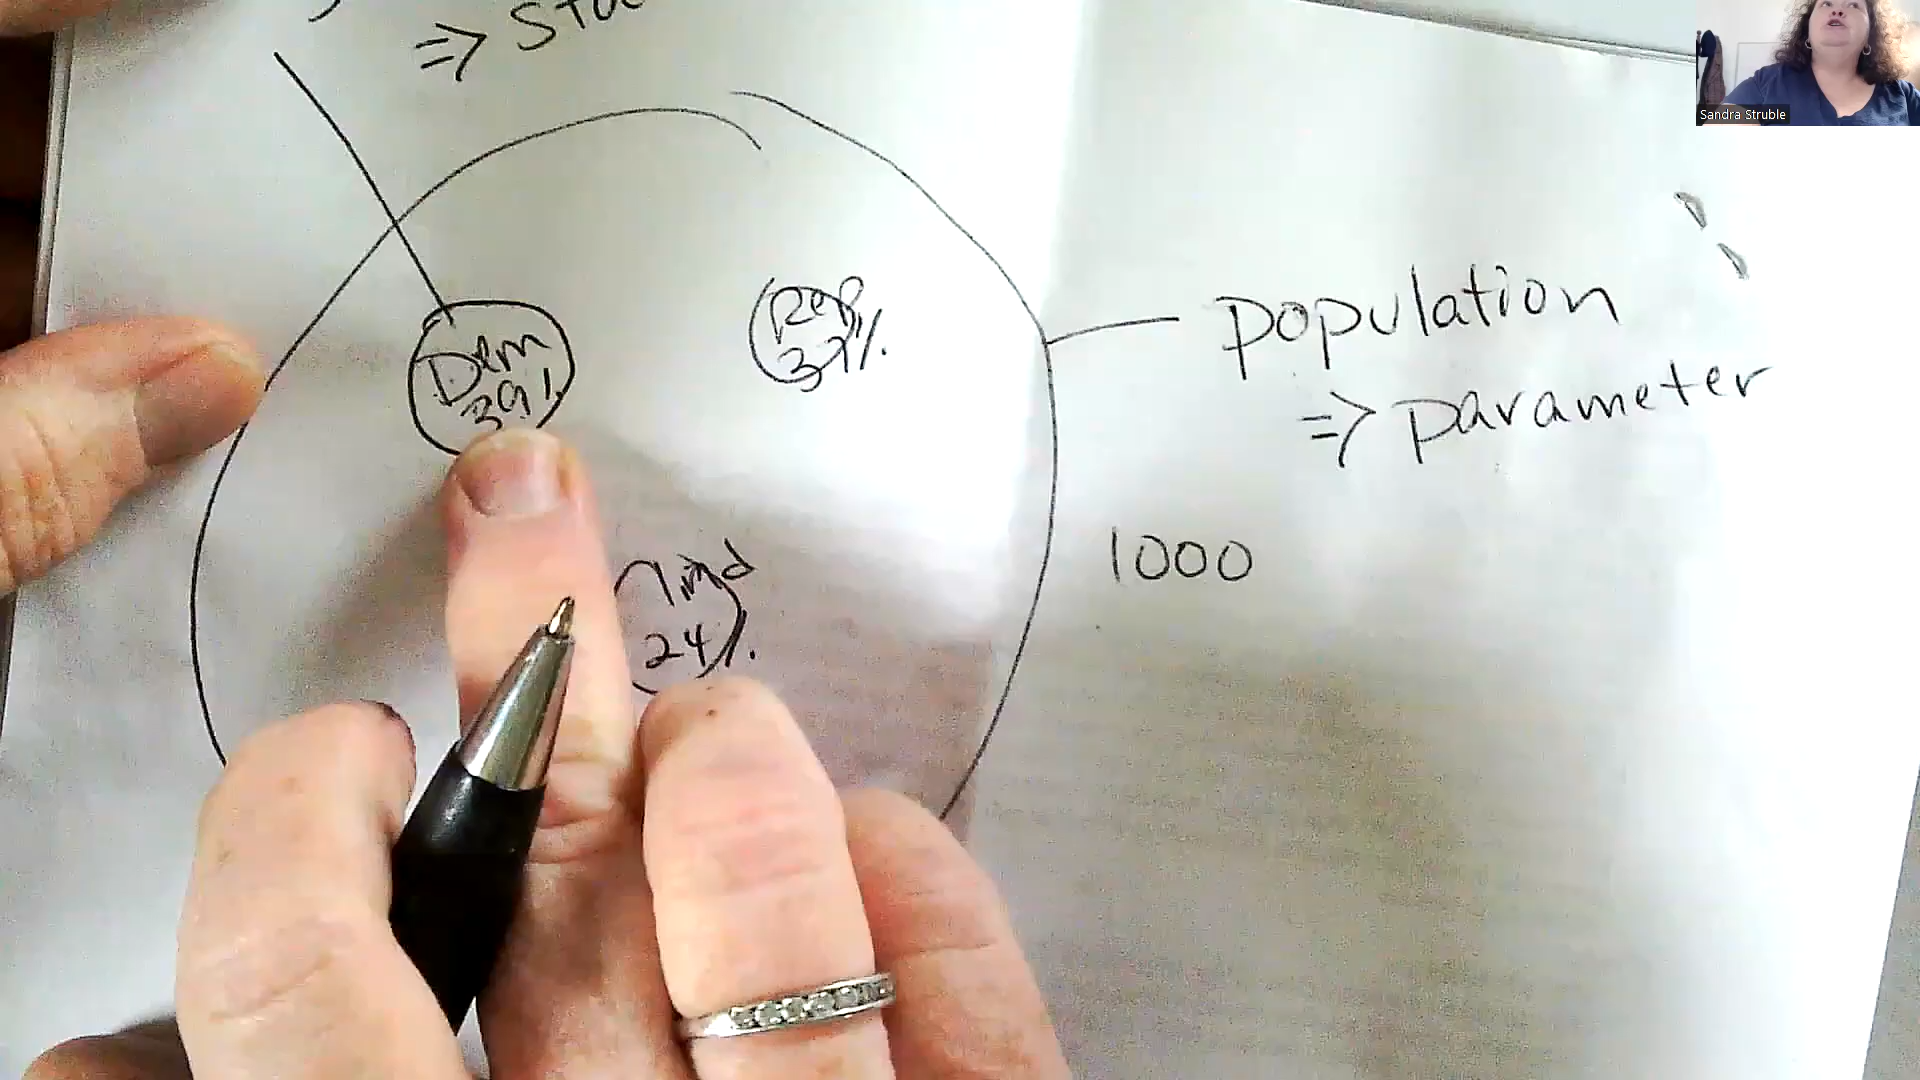 =>
Sandra Struble
Dem
39%
Rep
37%
population
=> parameter
1000
ind
24%.